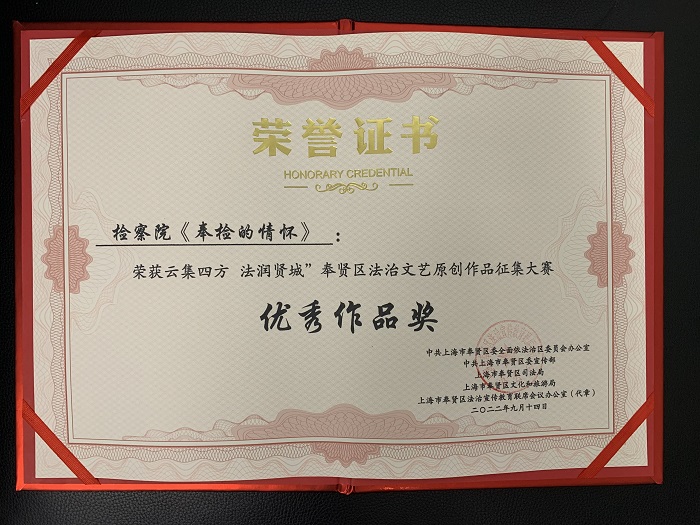 荣誉证书
HONORARY CREDENTIAL
检察院《奉检的情怀》：
荣获云集四方 法润贤城”奉贤区法治文艺原创作品征集大赛
优秀作品奖
中共上海市奉贤区委全面依法治区委员会办公室
中共上海市奉贤区委宣传部
上海市奉贤区司法局
上海市奉贤区文化和旅游局
上海市奉贤区法治宣传教育联席会议办公室（代章）
二〇二二年九月十四日